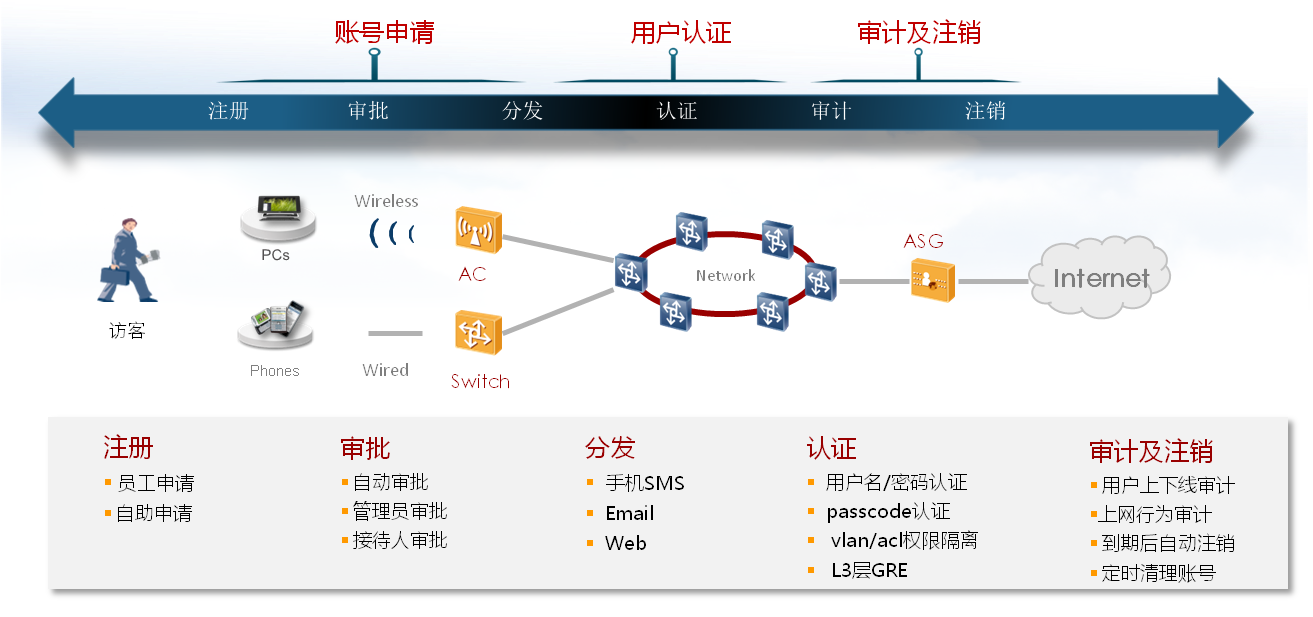 账号申请 用户认证 审计及注销
注册 审批 分发 认证 审计 注销
Wireless
PCs
AC
访客
Phones
Wired
Switch
Network
ASG
Internet
注册
员工申请
自助申请
审批
自动审批
管理员审批
接待人审批
分发
手机SMS
Email
Web
认证
用户名/密码认证
passcode认证
vlan/acl权限隔离
L3层GRE
审计及注销
用户上下线审计
上网行为审计
到期后自动注销
定时清理账号